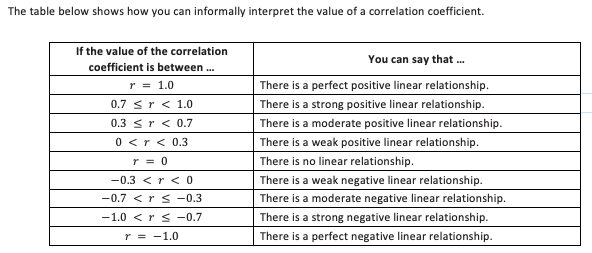 The table below shows how you can informally interpret the value of a correlation coefficient.
If the value of the correlation
coefficient is between …
You can say that …
r = 1.0 There is a perfect positive linear relationship.
0.7 ≤ r < 1.0 There is a strong positive linear relationship.
0.3 ≤ r < 0.7 There is a moderate positive linear relationship.
0 < r < 0.3 There is a weak positive linear relationship.
r = 0 There is no linear relationship.
−0.3 < r < 0 There is a weak negative linear relationship.
−0.7 < r ≤ −0.3 There is a moderate negative linear relationship.
−1.0 < r ≤ −0.7 There is a strong negative linear relationship.
r = −1.0 There is a perfect negative linear relationship.